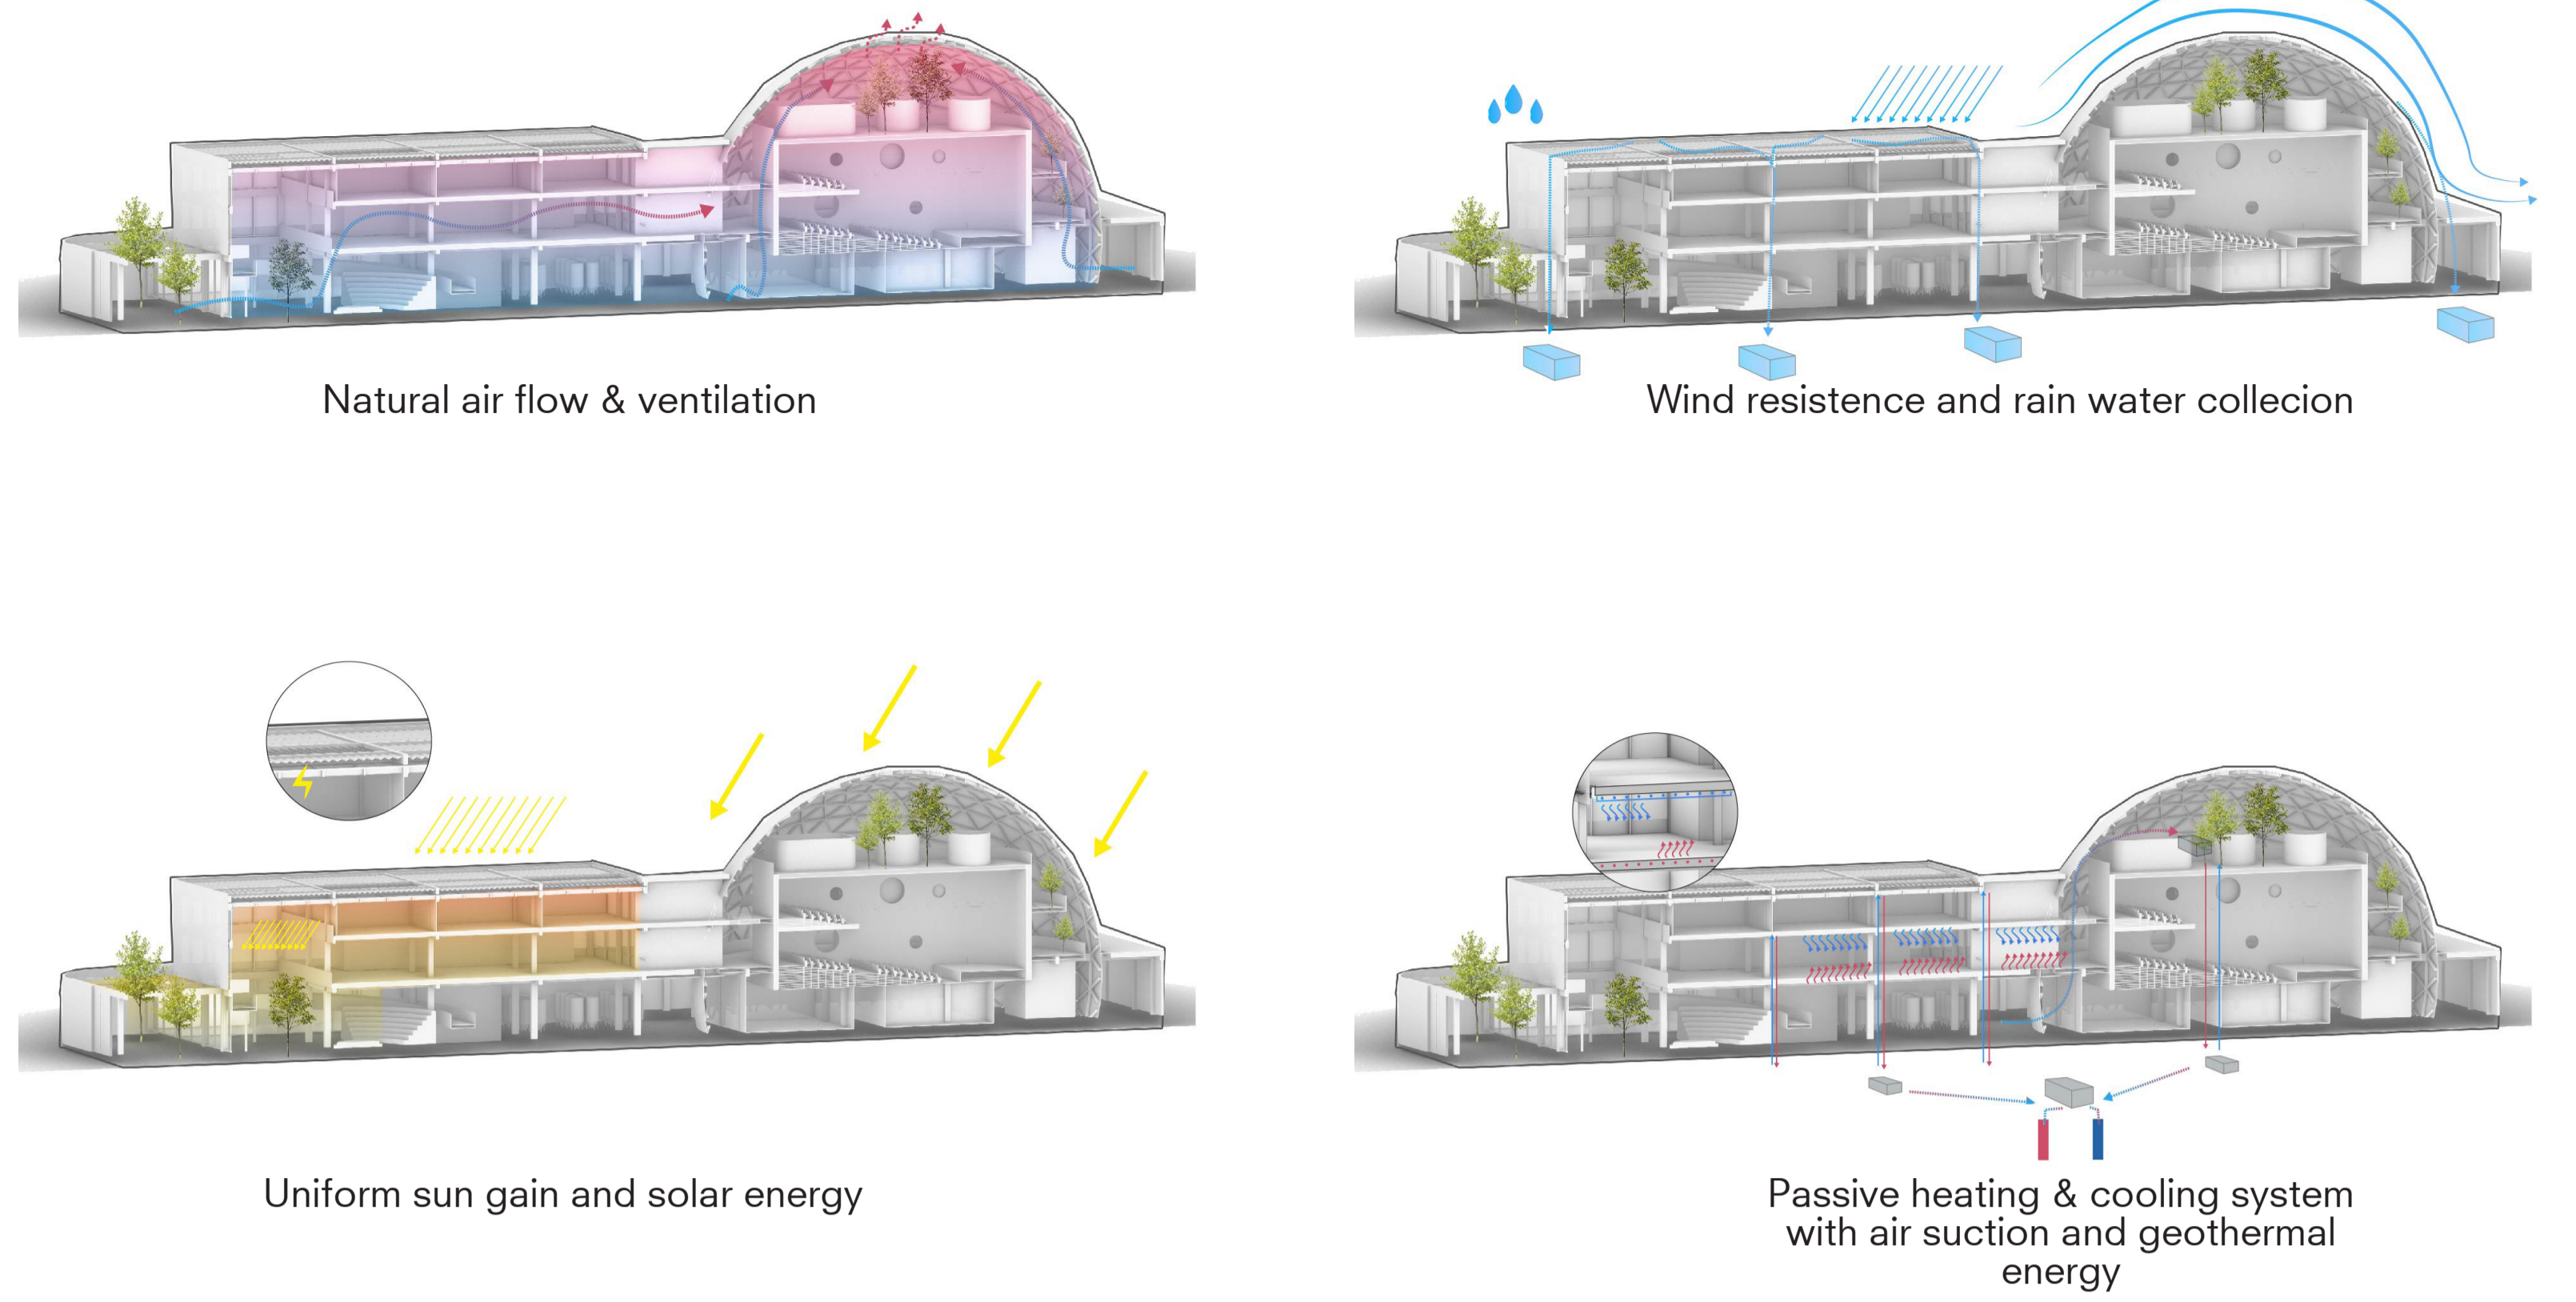 Natural air flow & ventilation
Wind resistence and rain water collecion
Uniform sun gain and solar energy
Passive heating & cooling system
with air suction and geothermal
energy